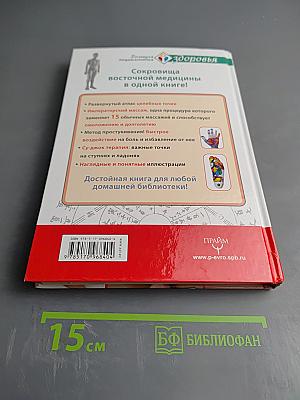 Большая
энциклопедия
здоровья
Сокровища
восточной медицины
в одной книге!
• Развернутый атлас целебных точек
• Императорский массаж, одна процедура которого
заменяет 15 обычных массажей и способствует
омоложению и долголетию
• Метод простукивания: быстрое
воздействие на боль и избавление от нее
• Су-джок терапия: важные точки
на ступнях и ладонях
• Наглядные и понятные иллюстрации
Достойная книга для любой
домашней библиотеки!
9785170968404
ПРАЙМ
www.p-evro.spb.ru
15 см
БФ БИБЛИОФАН